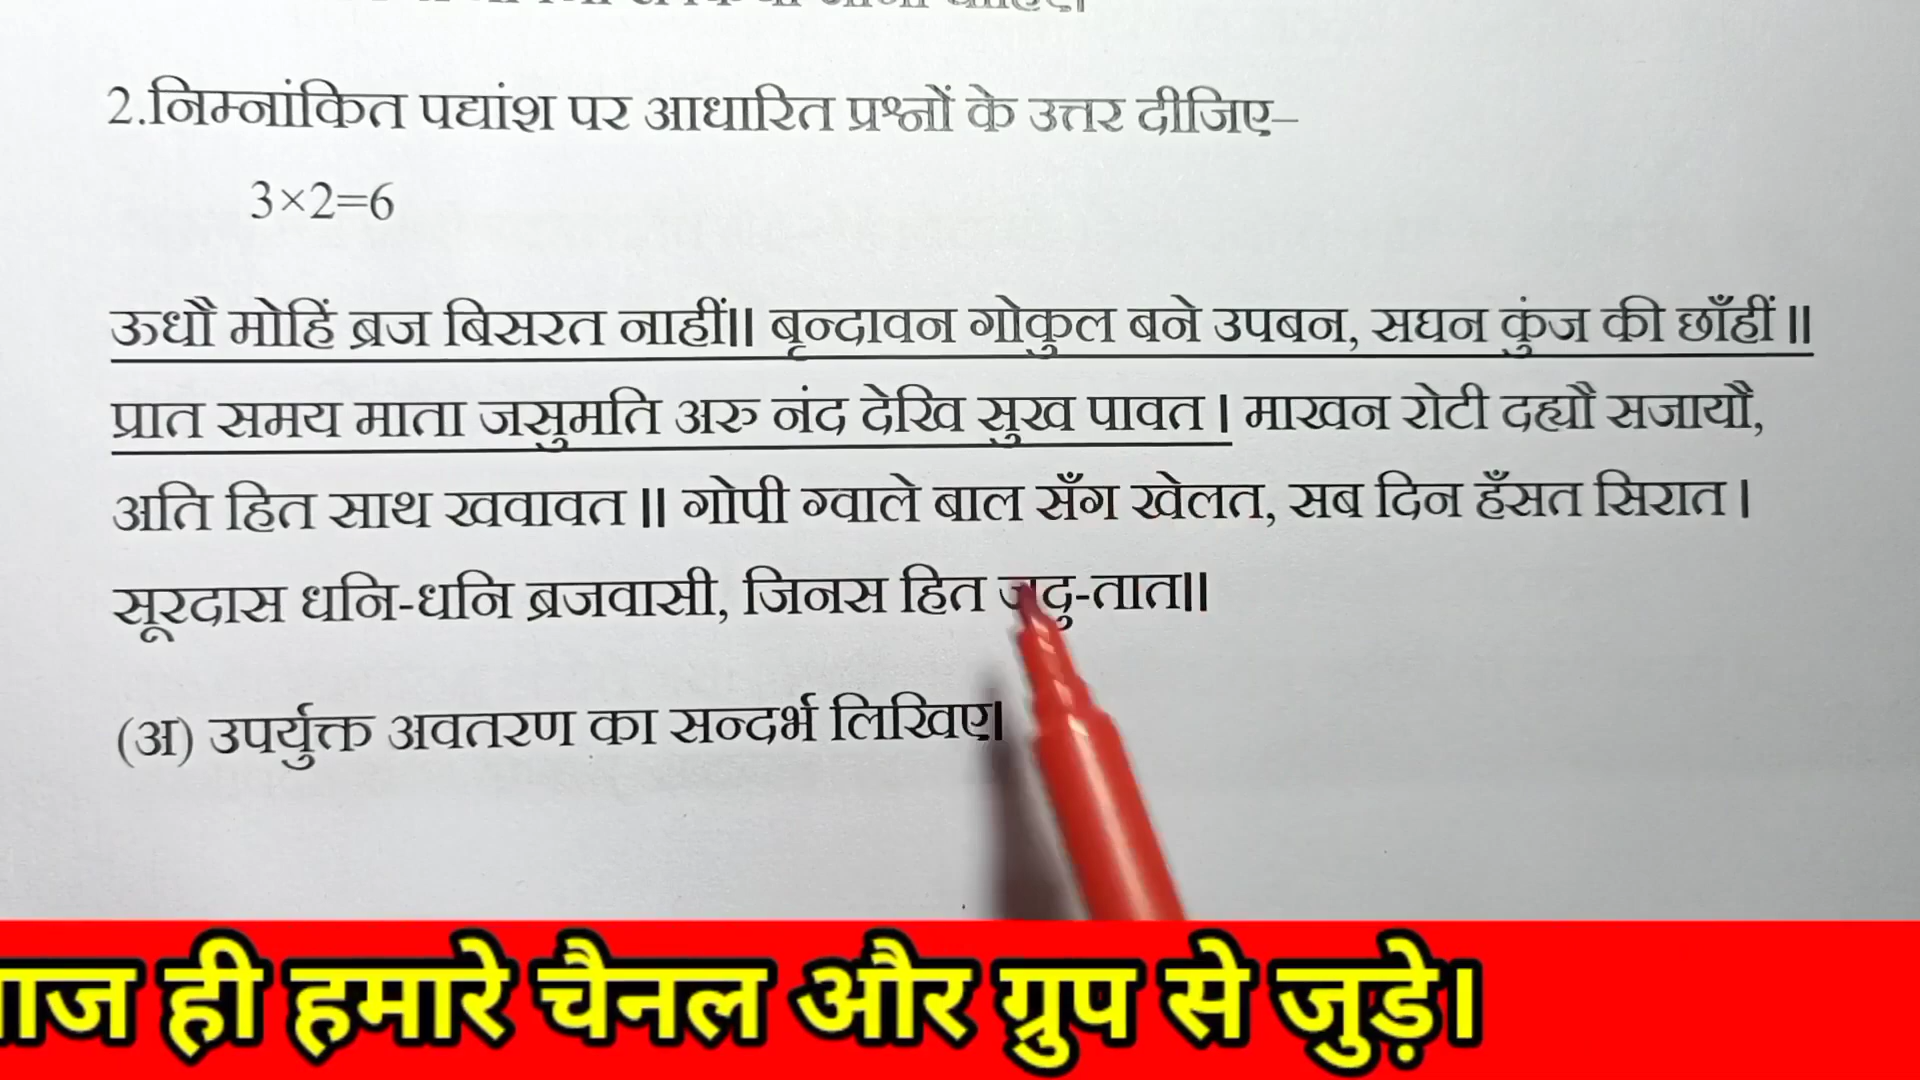 2.निम्नांकित पद्यांश पर आधारित प्रश्नों के उत्तर दीजिए–
3×2=6
ऊधौ मोहिं ब्रज बिसरत नाहीं॥ बृन्दावन गोकुल बने उपबन, सघन कुंज की छाँहीं ॥
प्रात समय माता जसुमति अरु नंद देखि सुख पावत । माखन रोटी दह्यौ सजायौ,
अति हित साथ खवावत ॥ गोपी ग्वाले बाल सँग खेलत, सब दिन हँसत सिरात ।
सूरदास धनि-धनि ब्रजवासी, जिनस हित जदु-तात॥
(अ) उपर्युक्त अवतरण का सन्दर्भ लिखिए।
ही हमारे चैनल और ग्रुप से जुड़े।